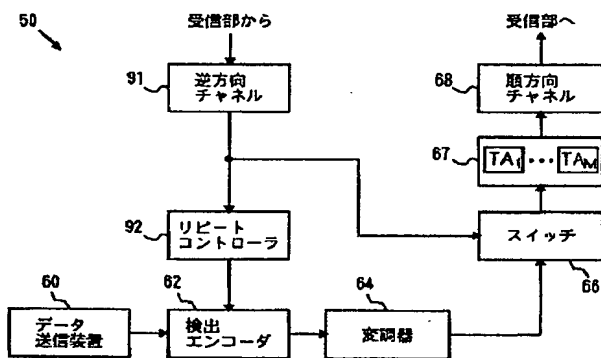 50
受信部から
受信部へ
91
逆方向
チャネル
68
順方向
チャネル
67
TA1 ••• TAM
92
リピート
コントローラ
スイッチ
66
60
データ
送信装置
62
検出
エンコーダ
64
変調器